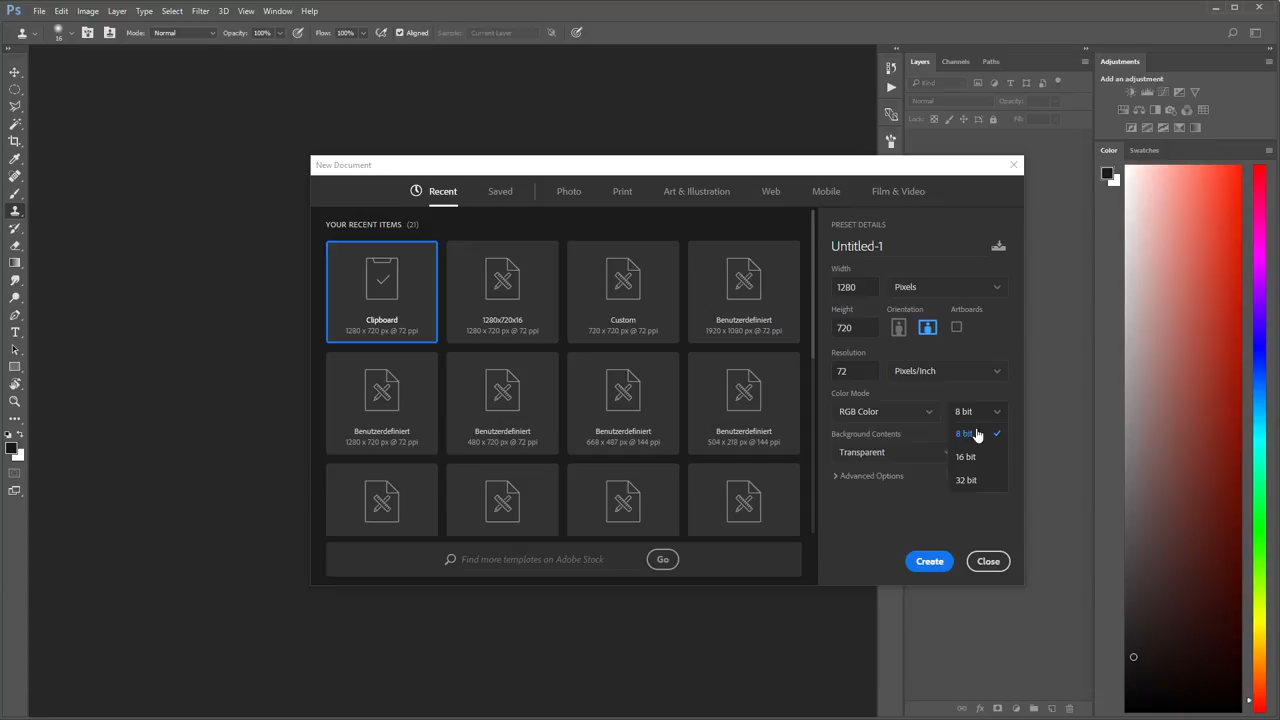 Ps File Edit Image Layer Type Select Filter 3D View Window Help
16 Mode: Normal Opacity: 100% Flow: 100% Aligned Sample: Current Layer
Layers Channels Paths
Kind
Normal Opacity:
Lock: Fill:
Adjustments
Add an adjustment
Color Swatches
New Document
Recent Saved Photo Print Art & Illustration Web Mobile Film & Video
YOUR RECENT ITEMS (21)
Clipboard
1280 x 720 px @ 72 ppi
1280x720x16
1280 x 720 px @ 72 ppi
Custom
720 x 720 px @ 72 ppi
Benutzerdefiniert
1920 x 1080 px @ 72 ppi
Benutzerdefiniert
1280 x 720 px @ 72 ppi
Benutzerdefiniert
480 x 720 px @ 72 ppi
Benutzerdefiniert
668 x 487 px @ 144 ppi
Benutzerdefiniert
504 x 218 px @ 144 ppi
Find more templates on Adobe Stock Go
PRESET DETAILS
Untitled-1
Width
1280 Pixels
Height Orientation Artboards
720
Resolution
72 Pixels/Inch
Color Mode
RGB Color 8 bit
Background Contents 8 bit
Transparent 16 bit
Advanced Options 32 bit
Create Close